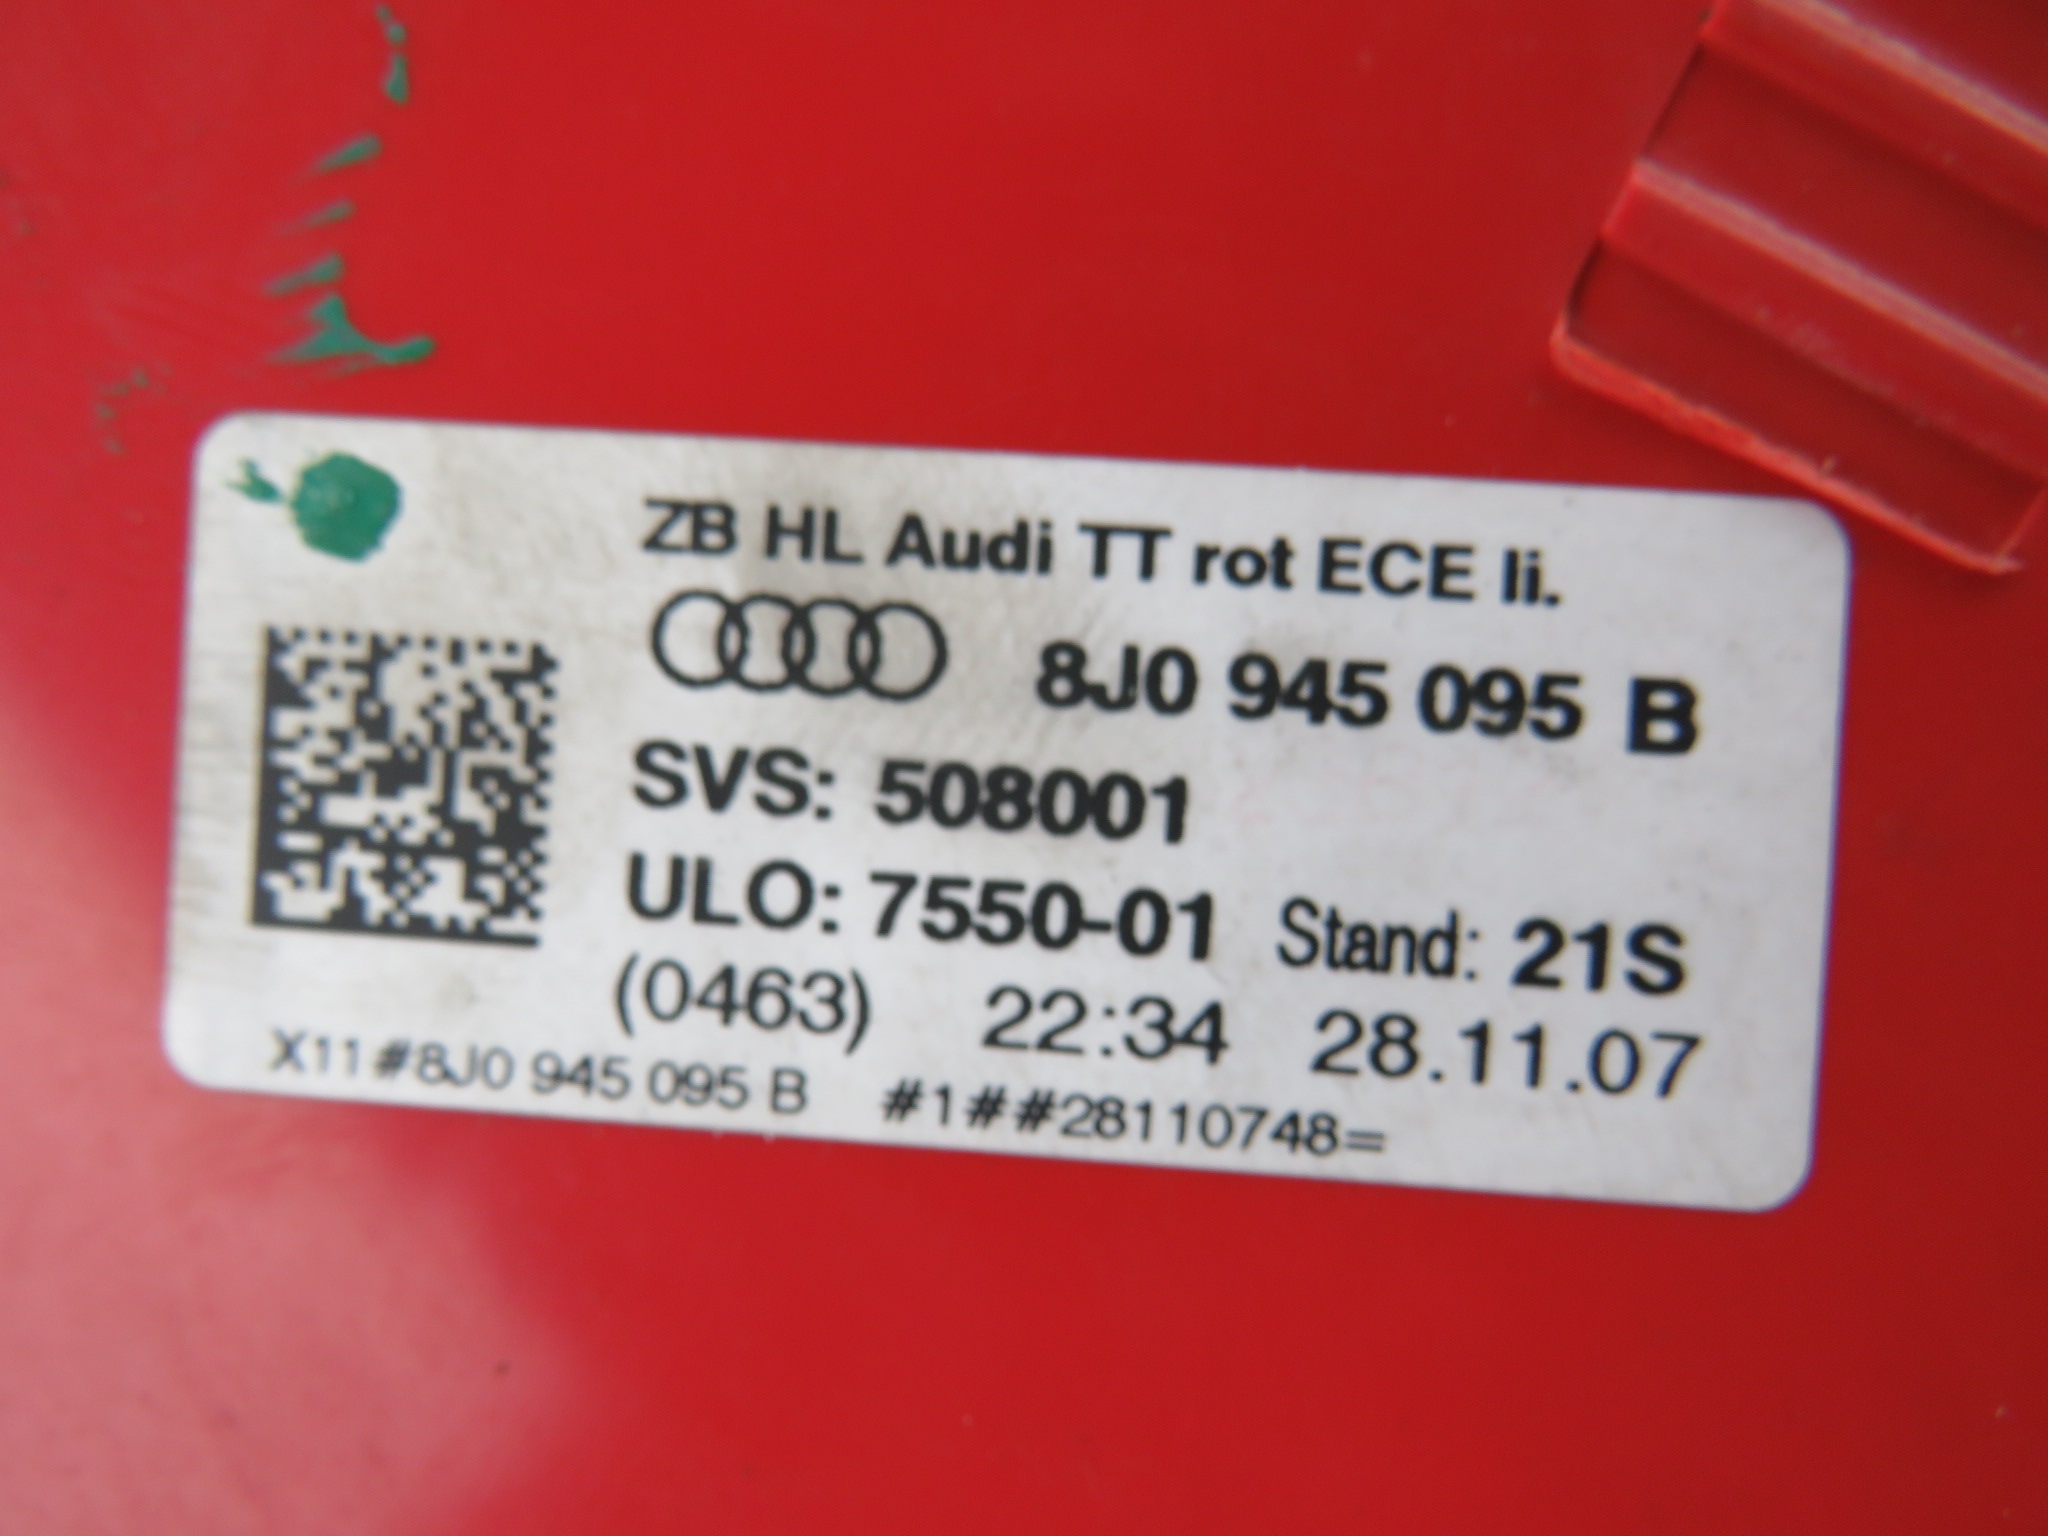 ZB HL Audi TT rot ECE li.
8J0 945 095 B
SVS: 508001
ULO: 7550-01 Stand: 21S
(0463) 22:34 28.11.07
X11#8J0 945 095 B #1##28110748=